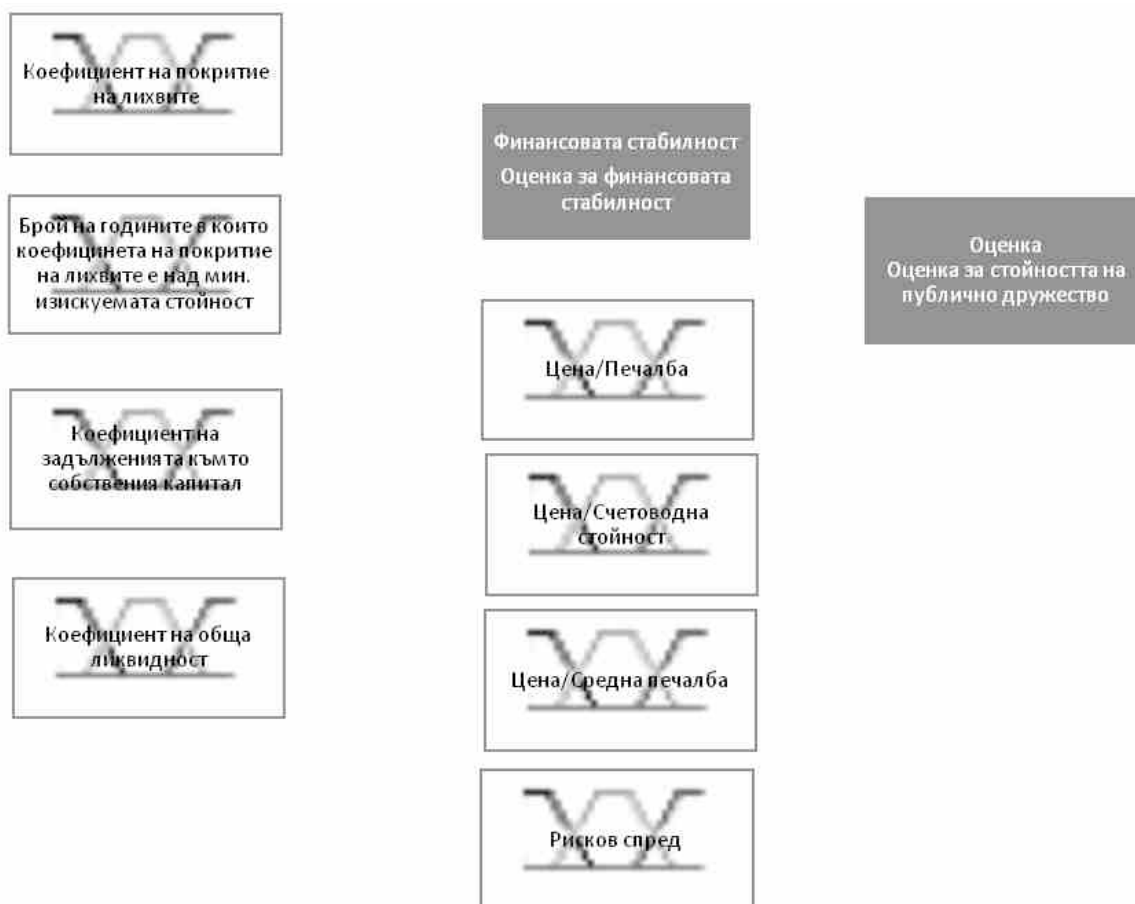 Коефициент на покритие
на лихвите
Брой на годините в които
коефицинета на покритие
на лихвите е над мин.
изискуемата стойност
Коефициент на
задълженията към‌то
собствения капитал
Коефициент на обща
ликвидност
Финансовата стабилност
Оценка за финансовата
стабилност
Цена/Печалба
Цена/Счетоводна
стойност
Цена/Средна печалба
Рисков спред
Оценка
Оценка за стойността на
публично дружество